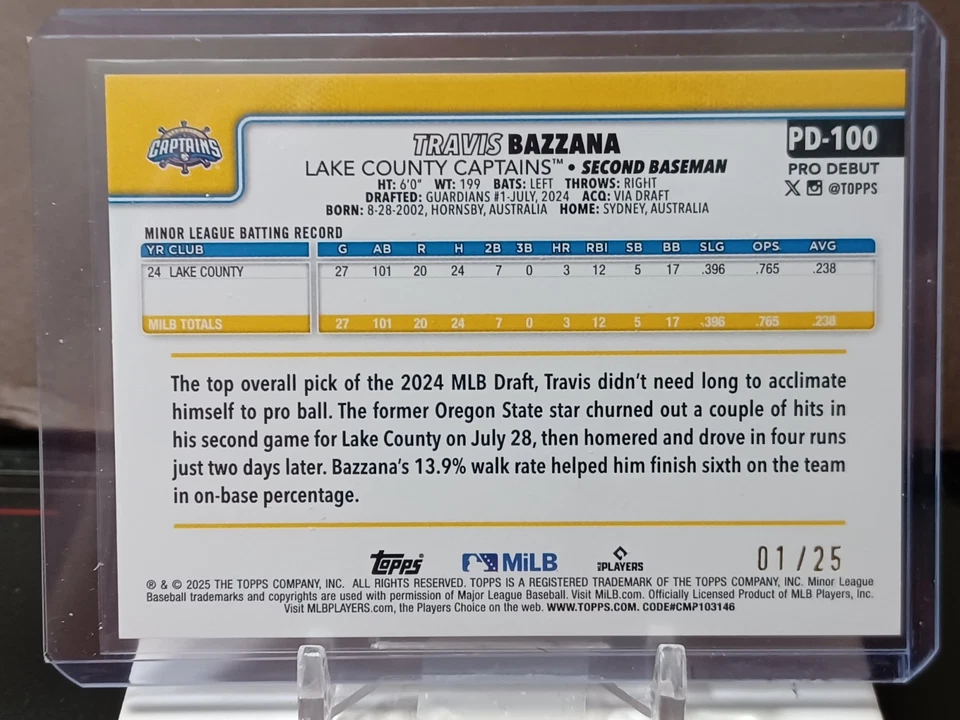 CAPTAINS
TRAVIS BAZZANA
PD-100
LAKE COUNTY CAPTAINS™ • SECOND BASEMAN
PRO DEBUT
HT: 6'0" WT: 199 BATS: LEFT THROWS: RIGHT
X @TOPPS
DRAFTED: GUARDIANS #1-JULY, 2024 ACQ: VIA DRAFT
BORN: 8-28-2002, HORNSBY, AUSTRALIA HOME: SYDNEY, AUSTRALIA
MINOR LEAGUE BATTING RECORD
YR CLUB G AB R H 2B 3B HR RBI SB BB SLG OPS AVG
24 LAKE COUNTY 27 101 20 24 7 0 3 12 5 17 .396 .765 .238
MILB TOTALS 27 101 20 24 7 0 3 12 5 17 .396 .765 .238
The top overall pick of the 2024 MLB Draft, Travis didn't need long to acclimate
himself to pro ball. The former Oregon State star churned out a couple of hits in
his second game for Lake County on July 28, then homered and drove in four runs
just two days later. Bazzana's 13.9% walk rate helped him finish sixth on the team
in on-base percentage.
Topps MiLB PLAYERS 01/25
® & © 2025 THE TOPPS COMPANY, INC. ALL RIGHTS RESERVED. TOPPS IS A REGISTERED TRADEMARK OF THE TOPPS COMPANY, INC. Minor League
Baseball trademarks and copyrights are used with permission of Major League Baseball. Visit MiLB.com. Officially Licensed Product of MLB Players, Inc.
Visit MLBPLAYERS.com, the Players Choice on the web. WWW.TOPPS.COM. CODE#CMP103146